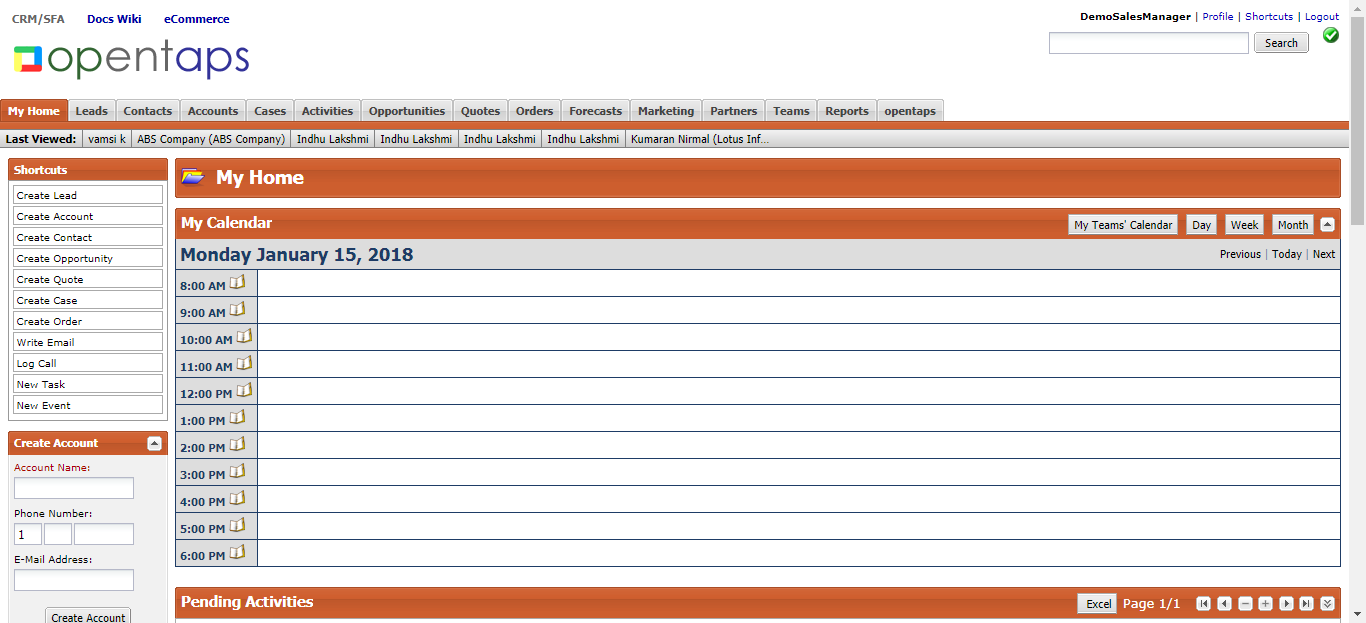 CRM/SFA Docs Wiki eCommerce
DemoSalesManager | Profile | Shortcuts | Logout
opentaps
Search
My Home Leads Contacts Accounts Cases Activities Opportunities Quotes Orders Forecasts Marketing Partners Teams Reports opentaps
Last Viewed: vamsi k ABS Company (ABS Company) Indhu Lakshmi Indhu Lakshmi Indhu Lakshmi Indhu Lakshmi Kumaran Nirmal (Lotus Inf...
Shortcuts
Create Lead
Create Account
Create Contact
Create Opportunity
Create Quote
Create Case
Create Order
Write Email
Log Call
New Task
New Event
Create Account
Account Name:
Phone Number:
1
E-Mail Address:
Create Account
My Home
My Calendar My Teams' Calendar Day Week Month
Monday January 15, 2018 Previous | Today | Next
8:00 AM
9:00 AM
10:00 AM
11:00 AM
12:00 PM
1:00 PM
2:00 PM
3:00 PM
4:00 PM
5:00 PM
6:00 PM
Pending Activities Excel Page 1/1